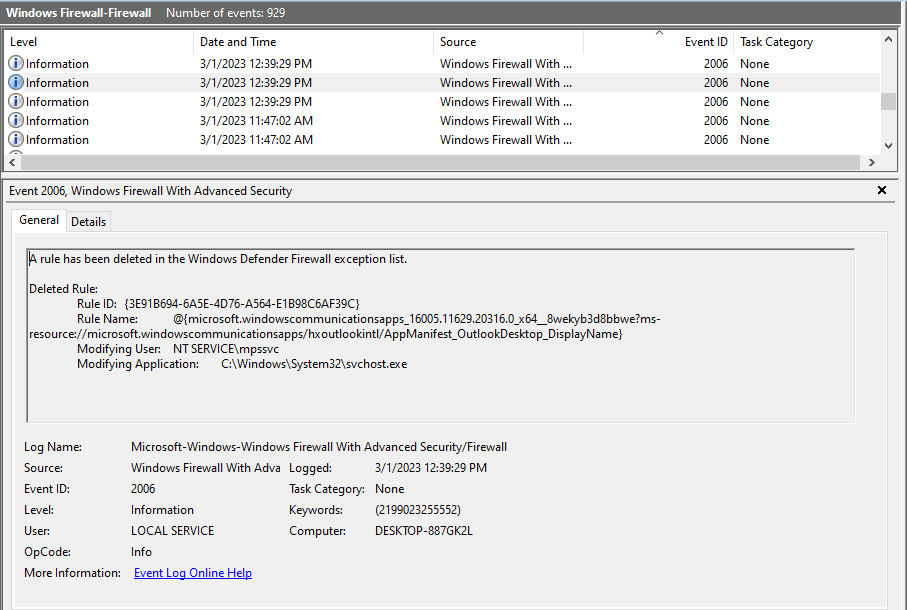 Windows Firewall-Firewall Number of events: 929
Level Date and Time Source Event ID Task Category
Information 3/1/2023 12:39:29 PM Windows Firewall With ... 2006 None
Information 3/1/2023 12:39:29 PM Windows Firewall With ... 2006 None
Information 3/1/2023 12:39:29 PM Windows Firewall With ... 2006 None
Information 3/1/2023 11:47:02 AM Windows Firewall With ... 2006 None
Information 3/1/2023 11:47:02 AM Windows Firewall With ... 2006 None
Event 2006, Windows Firewall With Advanced Security
General Details
A rule has been deleted in the Windows Defender Firewall exception list.
Deleted Rule:
Rule ID: {3E91B694-6A5E-4D76-A564-E1B98C6AF39C}
Rule Name: @{microsoft.windowscommunicationsapps_16005.11629.20316.0_x64__8wekyb3d8bbwe?ms-
resource://microsoft.windowscommunicationsapps/hxoutlookintl/AppManifest_OutlookDesktop_DisplayName}
Modifying User: NT SERVICE\mpssvc
Modifying Application: C:\Windows\System32\svchost.exe
Log Name: Microsoft-Windows-Windows Firewall With Advanced Security/Firewall
Source: Windows Firewall With Adva Logged: 3/1/2023 12:39:29 PM
Event ID: 2006 Task Category: None
Level: Information Keywords: (2199023255552)
User: LOCAL SERVICE Computer: DESKTOP-887GK2L
OpCode: Info
More Information: Event Log Online Help